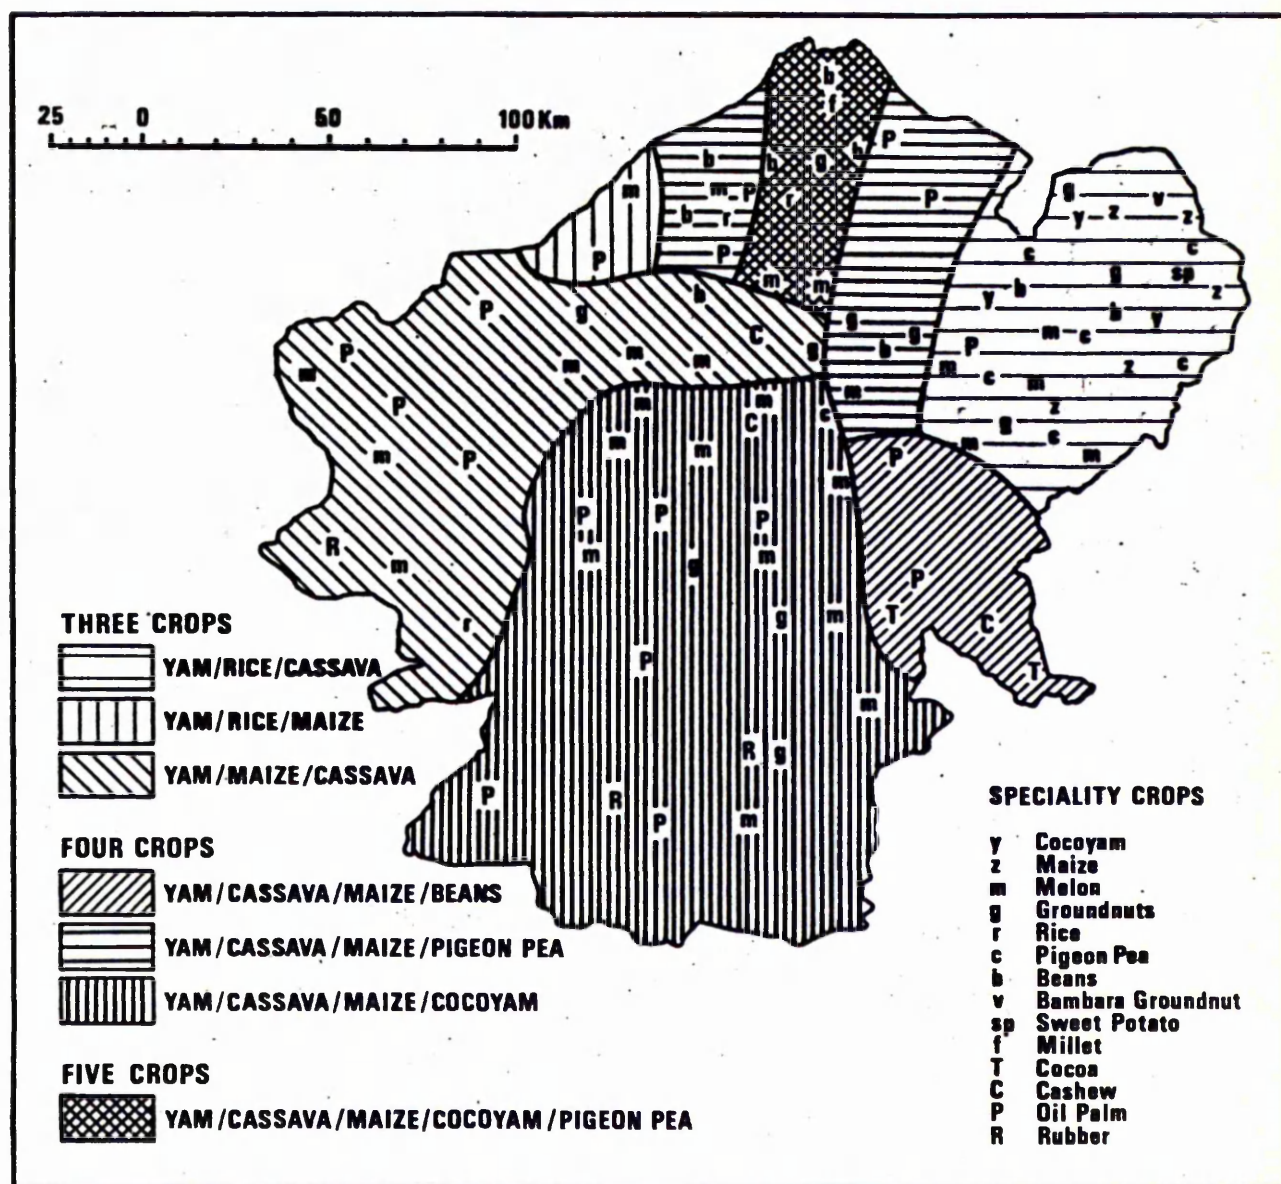 25 0 50 100 Km
b
f
P
b b g
m
b
m P r P
g v
b r y z z
P P c c
m m g sp
P g b y b z
g b y
P C g g m c
P m m m g b P z c
m m c m
P m C c z
m m g c
m P m P m m
m
P P P
R m m g m P
r g m T C
P T
m
R g
P R
P m
THREE CROPS
YAM/RICE/CASSAVA
YAM/RICE/MAIZE
YAM/MAIZE/CASSAVA
FOUR CROPS
YAM/CASSAVA/MAIZE/BEANS
YAM/CASSAVA/MAIZE/PIGEON PEA
YAM/CASSAVA/MAIZE/COCOYAM
FIVE CROPS
YAM/CASSAVA/MAIZE/COCOYAM/PIGEON PEA
SPECIALITY CROPS
y Cocoyam
z Maize
m Melon
g Groundnuts
r Rice
c Pigeon Pea
b Beans
v Bambara Groundnut
sp Sweet Potato
f Millet
T Cocoa
C Cashew
P Oil Palm
R Rubber